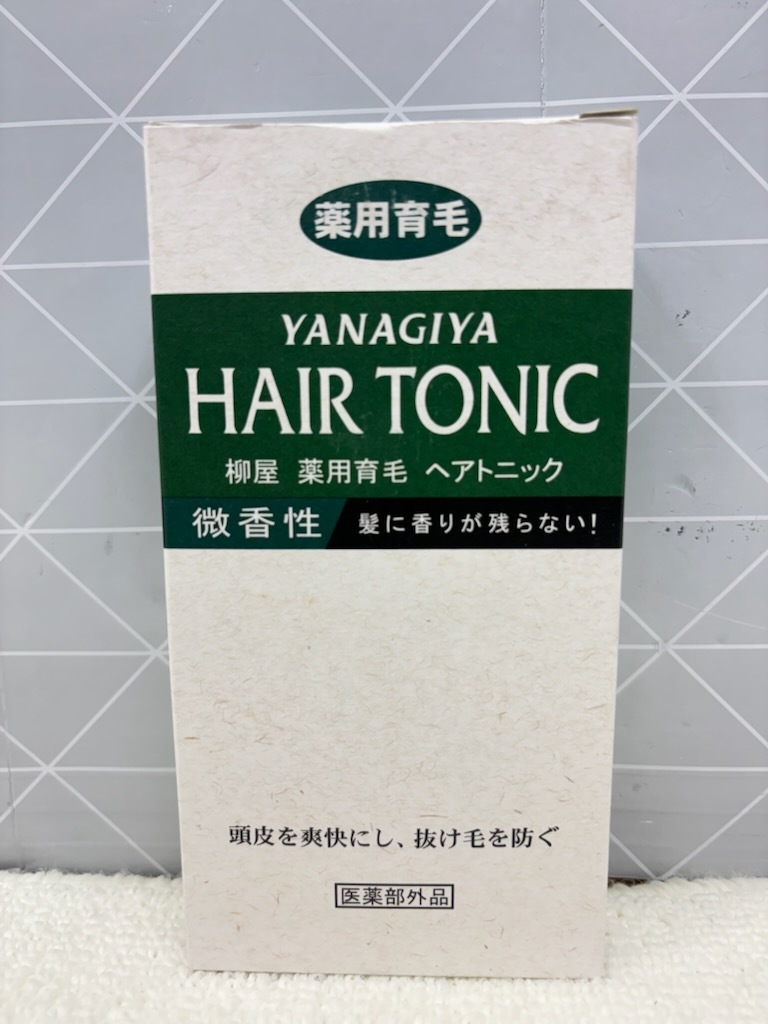 薬用育毛
YANAGIYA
HAIR TONIC
柳屋 薬用育毛 ヘアトニック
微香性 髪に香りが残らない!
頭皮を爽快にし、抜け毛を防ぐ
医薬部外品